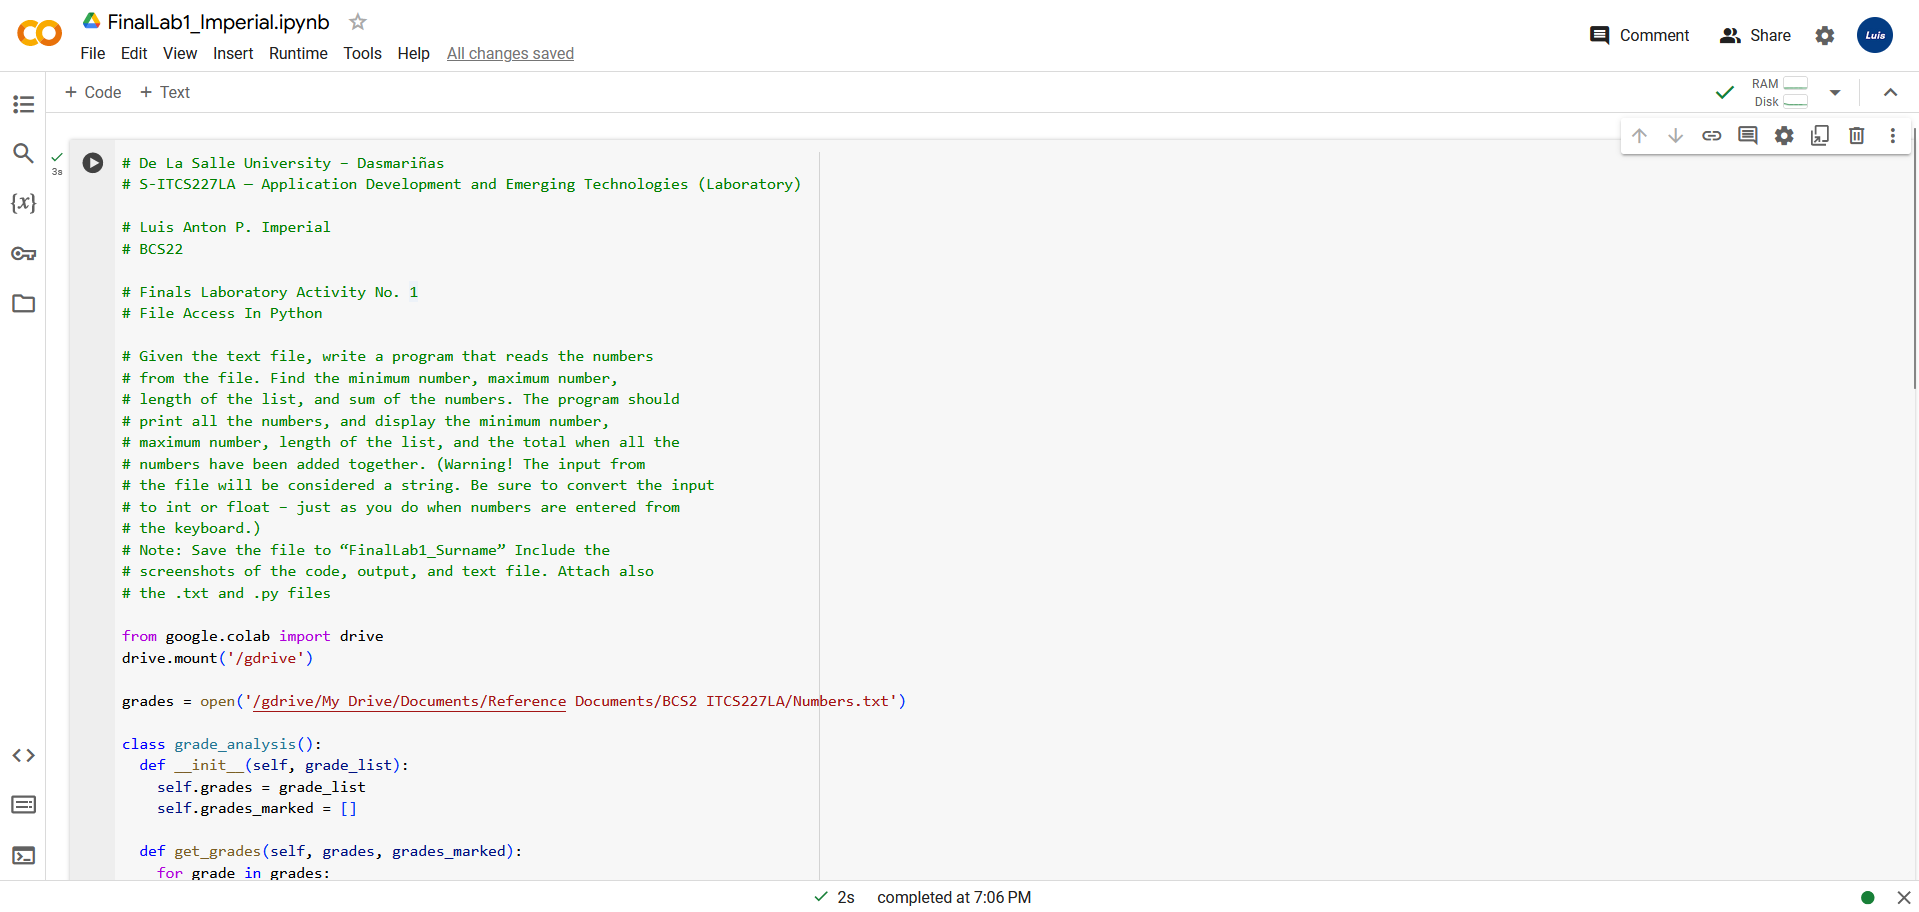 FinalLab1_Imperial.ipynb
File Edit View Insert Runtime Tools Help All changes saved
Comment Share Luis
+ Code + Text
RAM
Disk
3s
# De La Salle University – Dasmariñas
# S-ITCS227LA – Application Development and Emerging Technologies (Laboratory)
# Luis Anton P. Imperial
# BCS22
# Finals Laboratory Activity No. 1
# File Access In Python
# Given the text file, write a program that reads the numbers
# from the file. Find the minimum number, maximum number,
# length of the list, and sum of the numbers. The program should
# print all the numbers, and display the minimum number,
# maximum number, length of the list, and the total when all the
# numbers have been added together. (Warning! The input from
# the file will be considered a string. Be sure to convert the input
# to int or float – just as you do when numbers are entered from
# the keyboard.)
# Note: Save the file to “FinalLab1_Surname” Include the
# screenshots of the code, output, and text file. Attach also
# the .txt and .py files
from google.colab import drive
drive.mount('/gdrive')
grades = open('/gdrive/My Drive/Documents/Reference Documents/BCS2 ITCS227LA/Numbers.txt')
class grade_analysis():
def __init__(self, grade_list):
self.grades = grade_list
self.grades_marked = []
def get_grades(self, grades, grades_marked):
for grade in grades:
2s completed at 7:06 PM